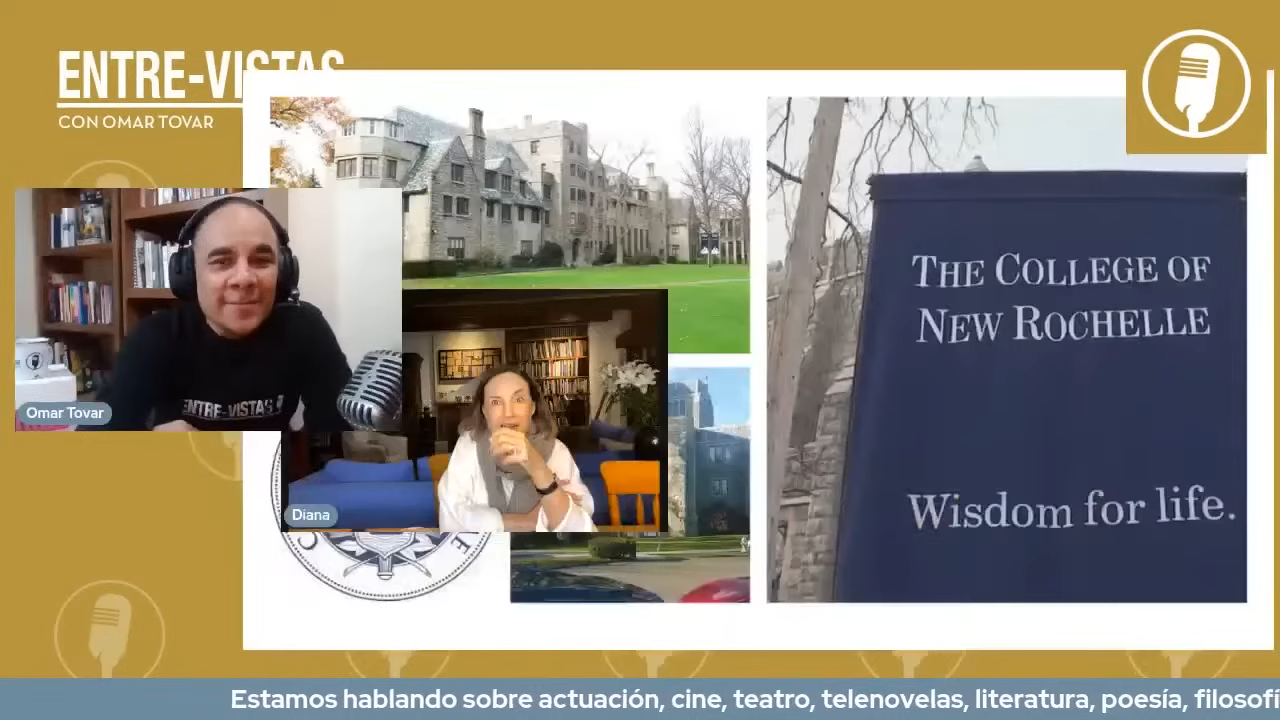 ENTRE-VISTAS
CON OMAR TOVAR
THE COLLEGE OF
NEW ROCHELLE
Wisdom for life.
ENTRE-VISTAS
Omar Tovar
Diana
Estamos hablando sobre actuación, cine, teatro, telenovelas, literatura, poesía, filosofí